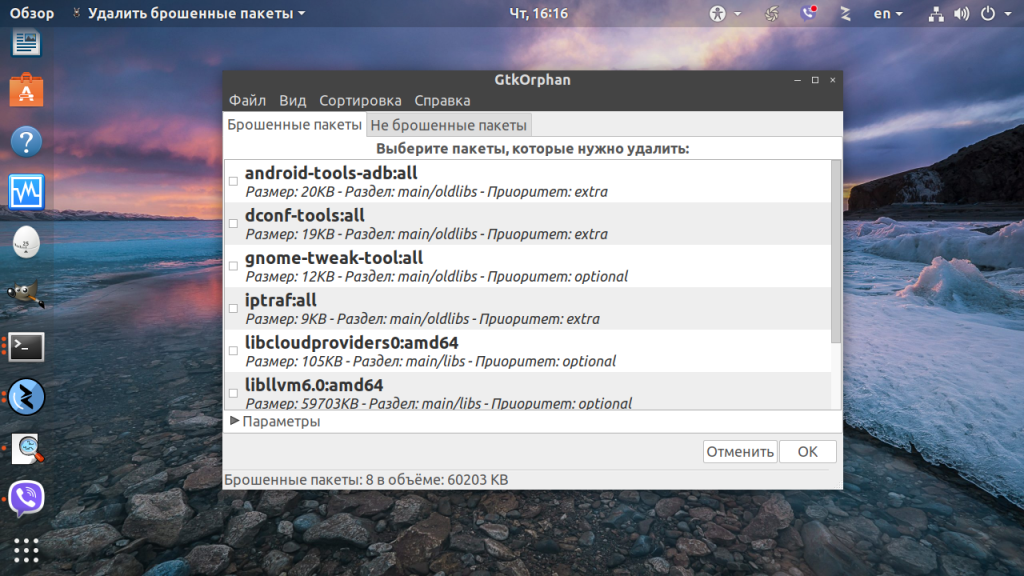 Обзор
Удалить брошенные пакеты
Чт, 16:16
en
GtkOrphan
Файл Вид Сортировка Справка
Брошенные пакеты Не брошенные пакеты
Выберите пакеты, которые нужно удалить:
android-tools-adb:all
Размер: 20KB - Раздел: main/oldlibs - Приоритет: extra
dconf-tools:all
Размер: 19KB - Раздел: main/oldlibs - Приоритет: extra
gnome-tweak-tool:all
Размер: 12KB - Раздел: main/oldlibs - Приоритет: optional
iptraf:all
Размер: 9KB - Раздел: main/oldlibs - Приоритет: extra
libcloudproviders0:amd64
Размер: 105KB - Раздел: main/libs - Приоритет: optional
libllvm6.0:amd64
Размер: 59703KB - Раздел: main/libs - Приоритет: optional
Параметры
Отменить OK
Брошенные пакеты: 8 в объёме: 60203 KB